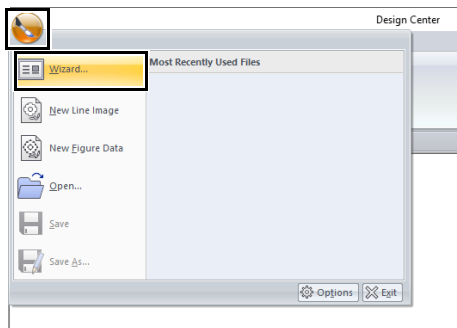 Design Center
Most Recently Used Files
Wizard...
New Line Image
New Figure Data
Open...
Save
Save As...
Options
Exit